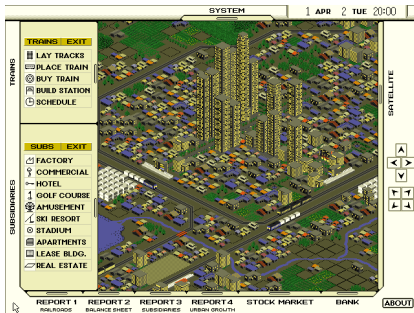 SYSTEM
1 APR 2 TUE 20:00
TRAINS EXIT
LAY TRACKS
PLACE TRAIN
BUY TRAIN
BUILD STATION
SCHEDULE
TRAINS
SATELLITE
SUBS EXIT
FACTORY
COMMERCIAL
HOTEL
GOLF COURSE
AMUSEMENT
SKI RESORT
STADIUM
APARTMENTS
LEASE BLDG.
REAL ESTATE
SUBSIDIARIES
REPORT 1 REPORT 2 REPORT 3 REPORT 4 STOCK MARKET BANK ABOUT
RAILROADS BALANCE SHEET SUBSIDIARIES URBAN GROWTH